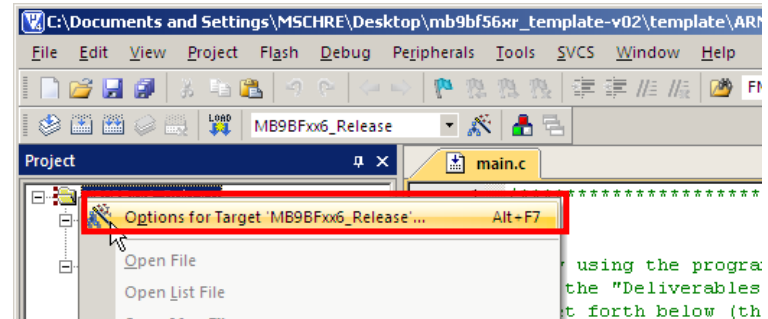 C:\Documents and Settings\MSCHRE\Desktop\mb9bf56xr_template-v02\template\ARM
File Edit View Project Flash Debug Peripherals Tools SVCS Window Help
LOAD MB9BFxx6_Release
Project main.c
Options for Target 'MB9BFxx6_Release'... Alt+F7
Open File using the
Open List File the "Deliverables
forth below (th